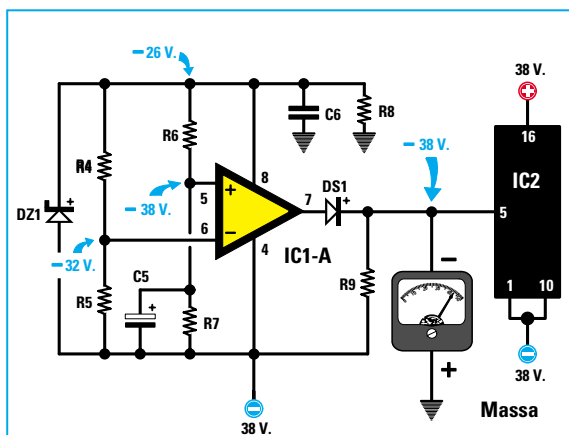 – 26 V.
38 V.
R6
C6
R8
16
R4
– 38 V.
IC2
8
DS1
– 38 V.
+
5
7
5
DZ1
6
–
– 32 V.
4
IC1-A
–
C5
R5
R7
R9
1
10
+
38 V.
Massa
38 V.